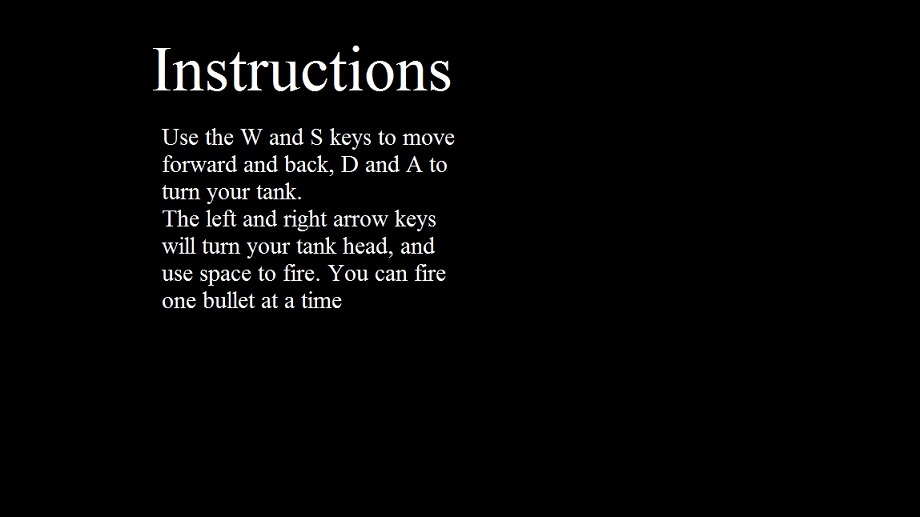 Instructions
Use the W and S keys to move
forward and back, D and A to
turn your tank.
The left and right arrow keys
will turn your tank head, and
use space to fire. You can fire
one bullet at a time